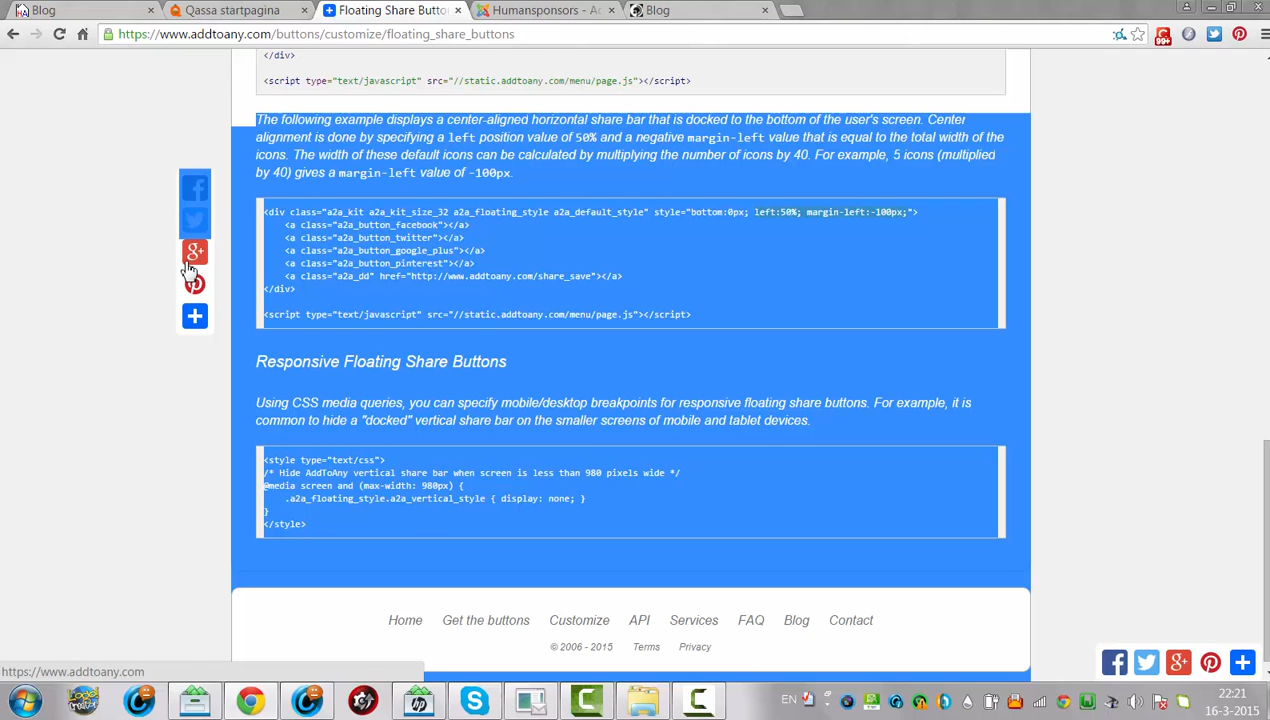 Blog
Qassa startpagina
Floating Share Button
Humansponsors - Ac
Blog
https://www.addtoany.com/buttons/customize/floating_share_buttons
</div>
<script type="text/javascript" src="//static.addtoany.com/menu/page.js"></script>
The following example displays a center-aligned horizontal share bar that is docked to the bottom of the user's screen. Center
alignment is done by specifying a left position value of 50% and a negative margin-left value that is equal to the total width of the
icons. The width of these default icons can be calculated by multiplying the number of icons by 40. For example, 5 icons (multiplied
by 40) gives a margin-left value of -100px.
<div class="a2a_kit a2a_kit_size_32 a2a_floating_style a2a_default_style" style="bottom:0px; left:50%; margin-left:-100px;">
<a class="a2a_button_facebook"></a>
<a class="a2a_button_twitter"></a>
<a class="a2a_button_google_plus"></a>
<a class="a2a_button_pinterest"></a>
<a class="a2a_dd" href="http://www.addtoany.com/share_save"></a>
</div>
<script type="text/javascript" src="//static.addtoany.com/menu/page.js"></script>
Responsive Floating Share Buttons
Using CSS media queries, you can specify mobile/desktop breakpoints for responsive floating share buttons. For example, it is
common to hide a "docked" vertical share bar on the smaller screens of mobile and tablet devices.
<style type="text/css">
/* Hide AddToAny vertical share bar when screen is less than 980 pixels wide */
@media screen and (max-width: 980px) {
.a2a_floating_style.a2a_vertical_style { display: none; }
}
</style>
Home Get the buttons Customize API Services FAQ Blog Contact
© 2006 - 2015 Terms Privacy
https://www.addtoany.com
EN
22:21
16-3-2015